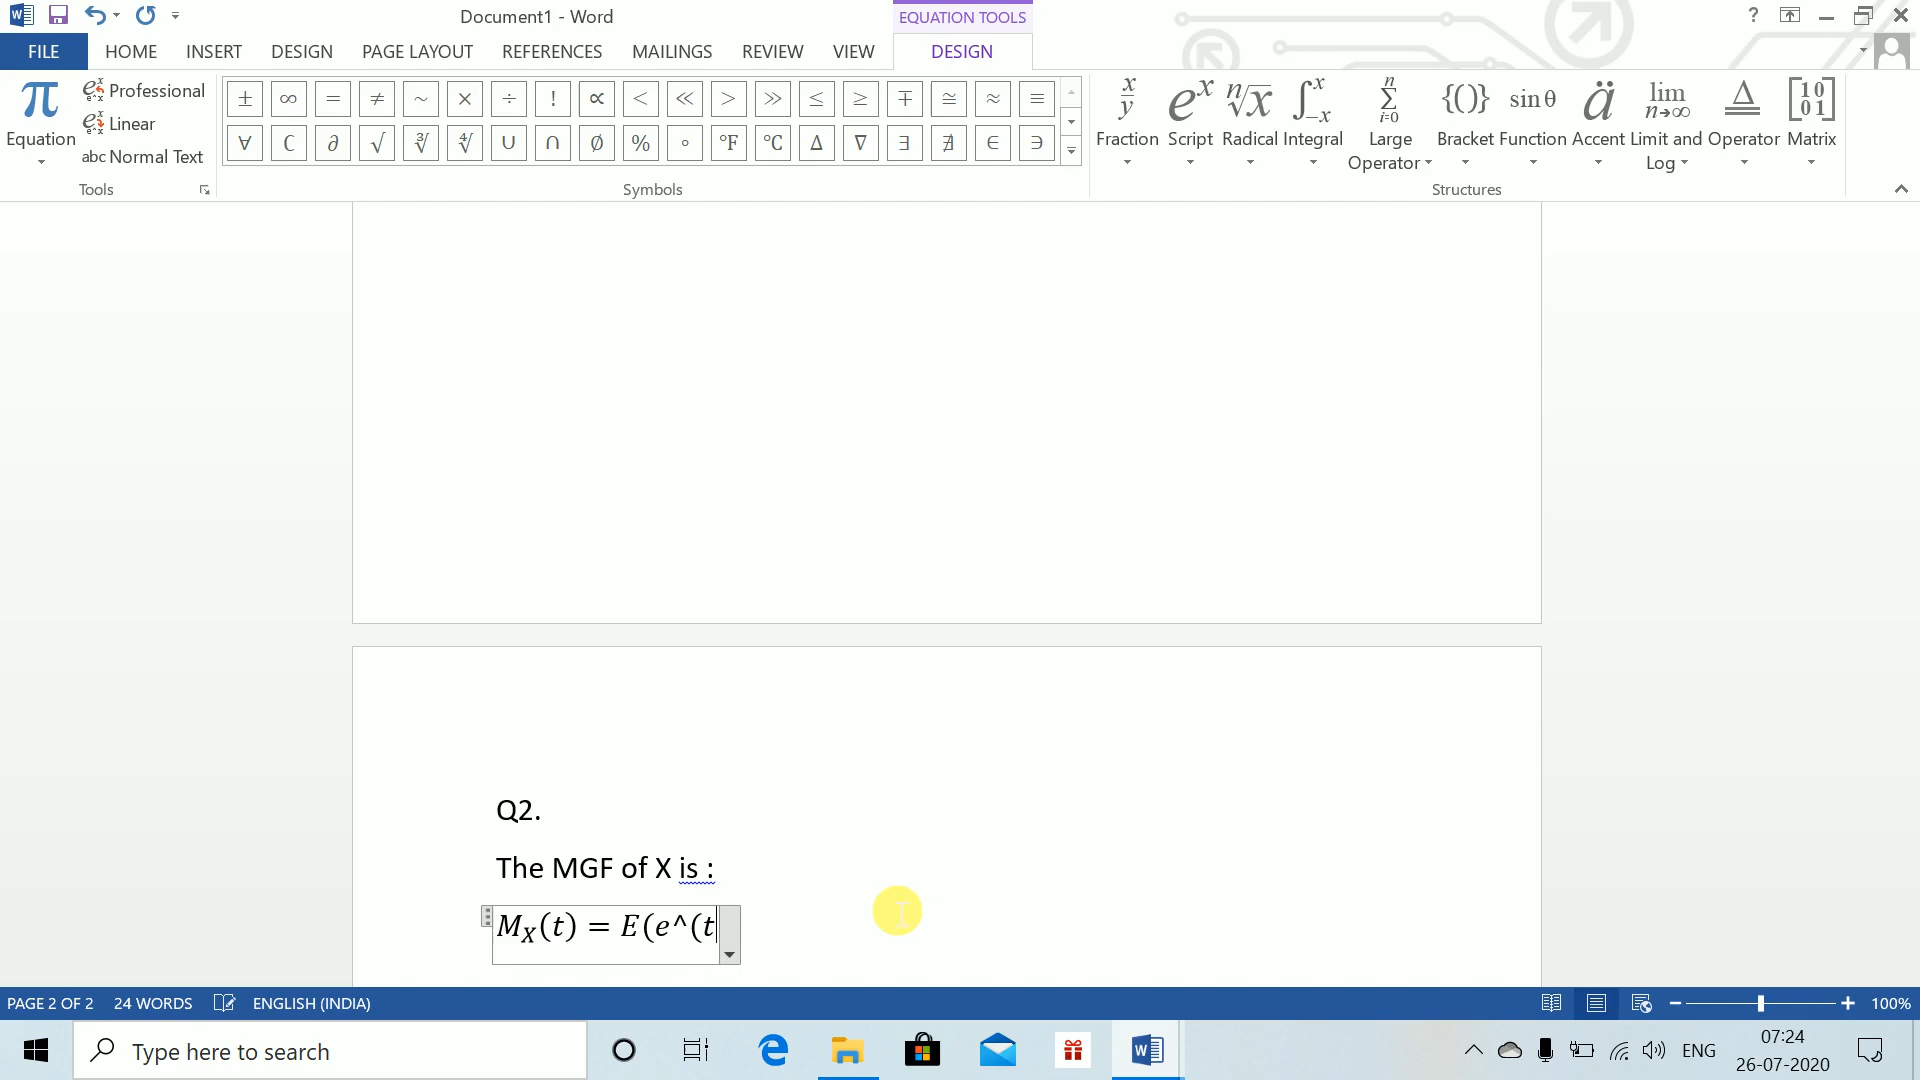 Document1 - Word
EQUATION TOOLS
?
FILE HOME INSERT DESIGN PAGE LAYOUT REFERENCES MAILINGS REVIEW VIEW DESIGN
π Equation
Professional
Linear
abc Normal Text
Tools
± ∞ = ≠ ~ × ÷ ! ∝ < ≪ > ≫ ≤ ≥ ∓ ≅ ≈ ≡
∀ ∁ ∂ √ ∛ ∜ ∪ ∩ ∅ % ° °F °C ∆ ∇ ∃ ∄ ∈ ∋
Symbols
Fraction Script Radical Integral Large Operator Bracket Function Accent Limit and Log Operator Matrix
Structures
Q2.
The MGF of X is :
M_X(t) = E(e^(t
PAGE 2 OF 2 24 WORDS ENGLISH (INDIA) 100%
Type here to search
ENG
07:24
26-07-2020